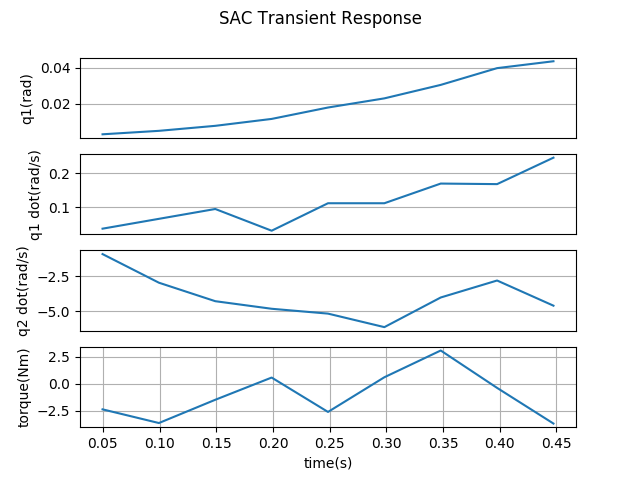 SAC Transient Response
q1(rad)
0.04
0.02
q1 dot(rad/s)
0.2
0.1
q2 dot(rad/s)
−2.5
−5.0
torque(Nm)
2.5
0.0
−2.5
0.05 0.10 0.15 0.20 0.25 0.30 0.35 0.40 0.45
time(s)